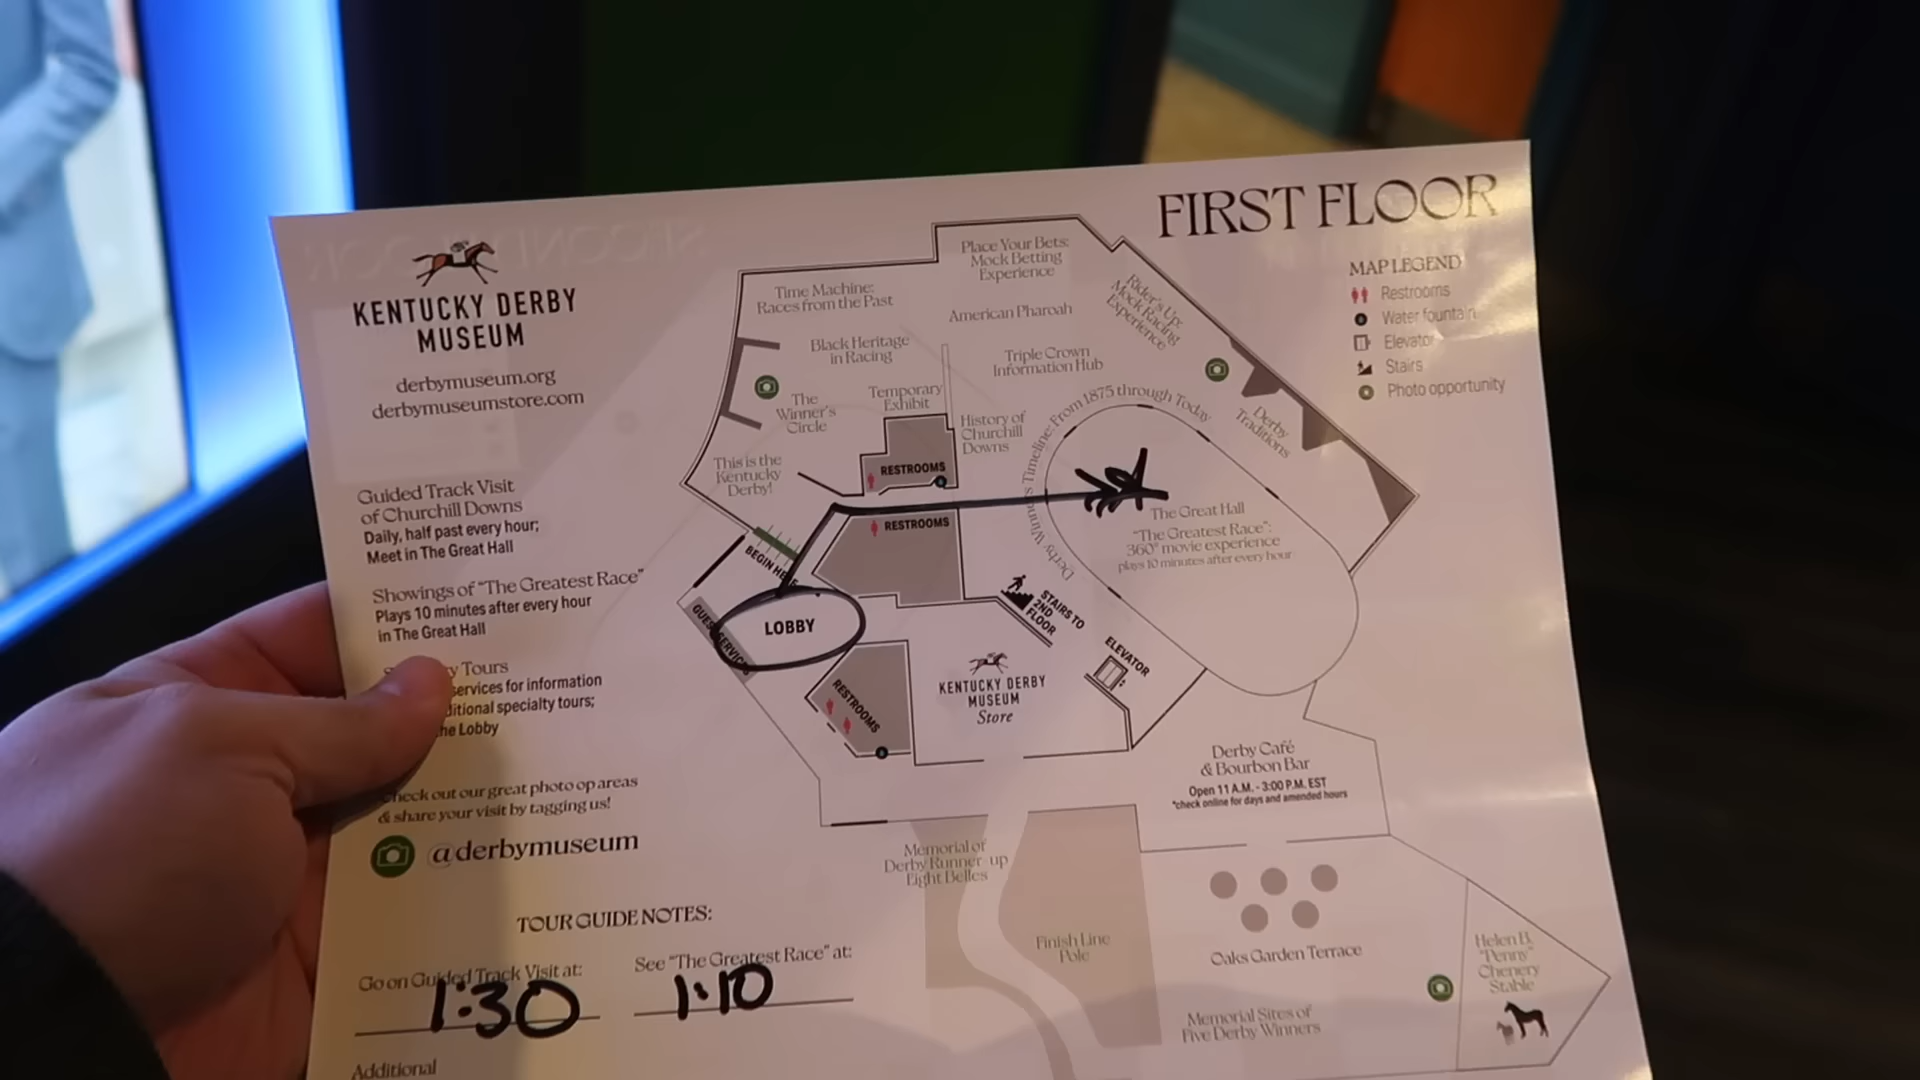 FIRST FLOOR
KENTUCKY DERBY
MUSEUM
derbymuseum.org
derbymuseumstore.com
Guided Track Visit
of Churchill Downs
Daily, half past every hour;
Meet in The Great Hall
Showings of "The Greatest Race"
Plays 10 minutes after every hour
in The Great Hall
Tours
services for information
specialty tours;
Lobby
Check out our great photo op areas
& share your visit by tagging us!
@derbymuseum
TOUR GUIDE NOTES:
Go on Guided Track Visit at:
1:30
See "The Greatest Race" at:
1:10
Additional
MAP LEGEND
Restrooms
Water fountain
Elevator
Stairs
Photo opportunity
Place Your Bets:
Mock Betting
Experience
Time Machine:
Races from the Past
American Pharoah
Rider's Up:
Mock Racing
Experience
Black Heritage
in Racing
Triple Crown
Information Hub
The
Winner's
Circle
Temporary
Exhibit
History of
Churchill
Downs
Derby Winners Timeline: From 1875 through Today
Derby
Traditions
This is the
Kentucky
Derby!
RESTROOMS
RESTROOMS
The Great Hall
"The Greatest Race":
360° movie experience
plays 10 minutes after every hour
BEGIN HERE
GUEST SERVICES
LOBBY
STAIRS TO
2ND
FLOOR
ELEVATOR
RESTROOMS
KENTUCKY DERBY
MUSEUM
Store
Derby Café
& Bourbon Bar
Open 11 A.M. - 3:00 P.M. EST
*check online for days and amended hours
Memorial of
Derby Runner-up
Eight Belles
Finish Line
Pole
Oaks Garden Terrace
Memorial Sites of
Five Derby Winners
Helen B.
"Penny"
Chenery
Stable